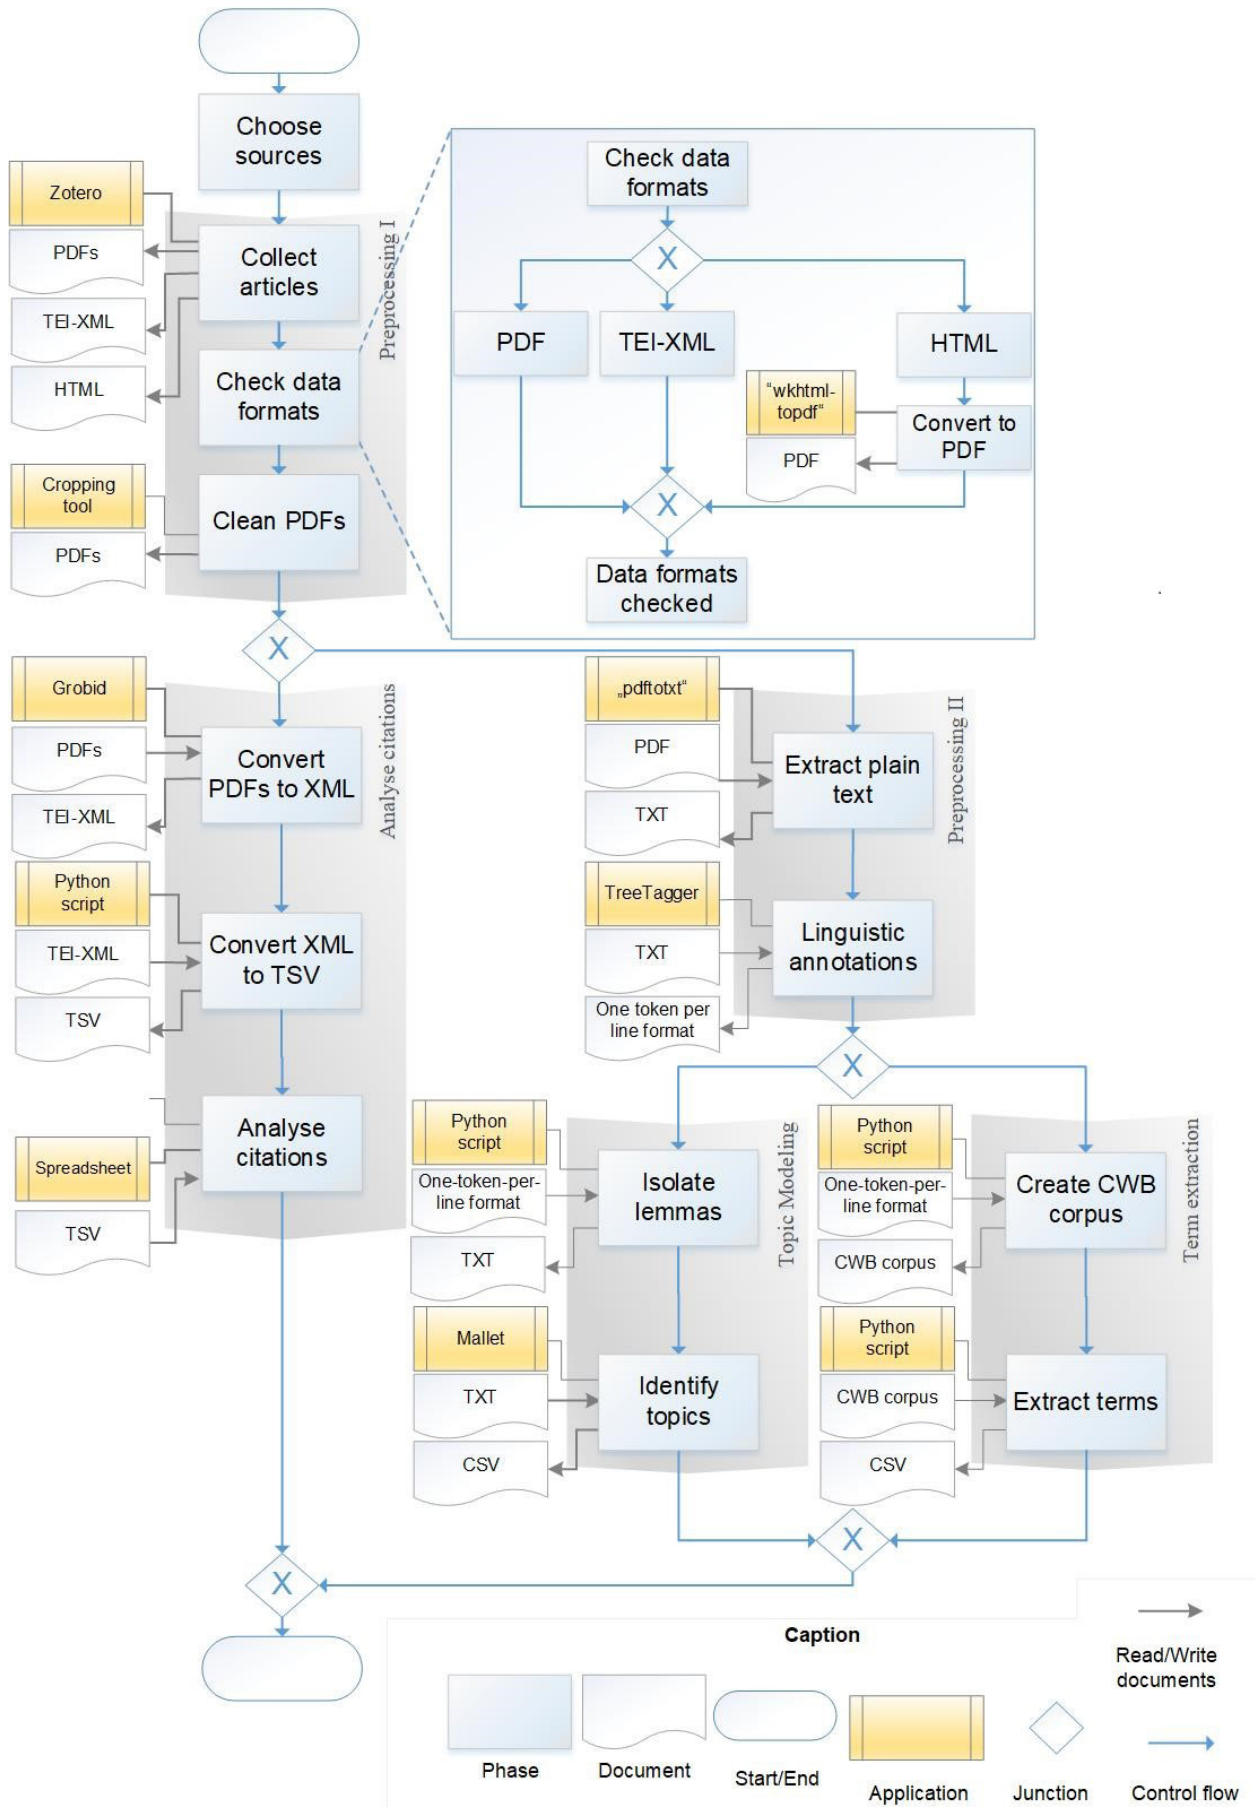 Choose
sources
Zotero
PDFs
TEI-XML
HTML
Collect
articles
Preprocessing I
Check data
formats
Cropping
tool
PDFs
Clean PDFs
Check data
formats
X
PDF
TEI-XML
HTML
“wkhtml-
topdf“
PDF
Convert to
PDF
X
Data formats
checked
.
X
Grobid
PDFs
TEI-XML
Convert
PDFs to XML
Analyse citations
Python
script
TEI-XML
TSV
Convert XML
to TSV
Spreadsheet
TSV
Analyse
citations
„pdftotxt“
PDF
TXT
Extract plain
text
Preprocessing II
TreeTagger
TXT
One token per
line format
Linguistic
annotations
X
Python
script
One-token-per-
line format
TXT
Isolate
lemmas
Topic Modeling
Mallet
TXT
CSV
Identify
topics
Python
script
One-token-per-
line format
CWB corpus
Create CWB
corpus
Term extraction
Python
script
CWB corpus
CSV
Extract terms
X
X
Caption
Phase
Document
Start/End
Application
Junction
Read/Write
documents
Control flow